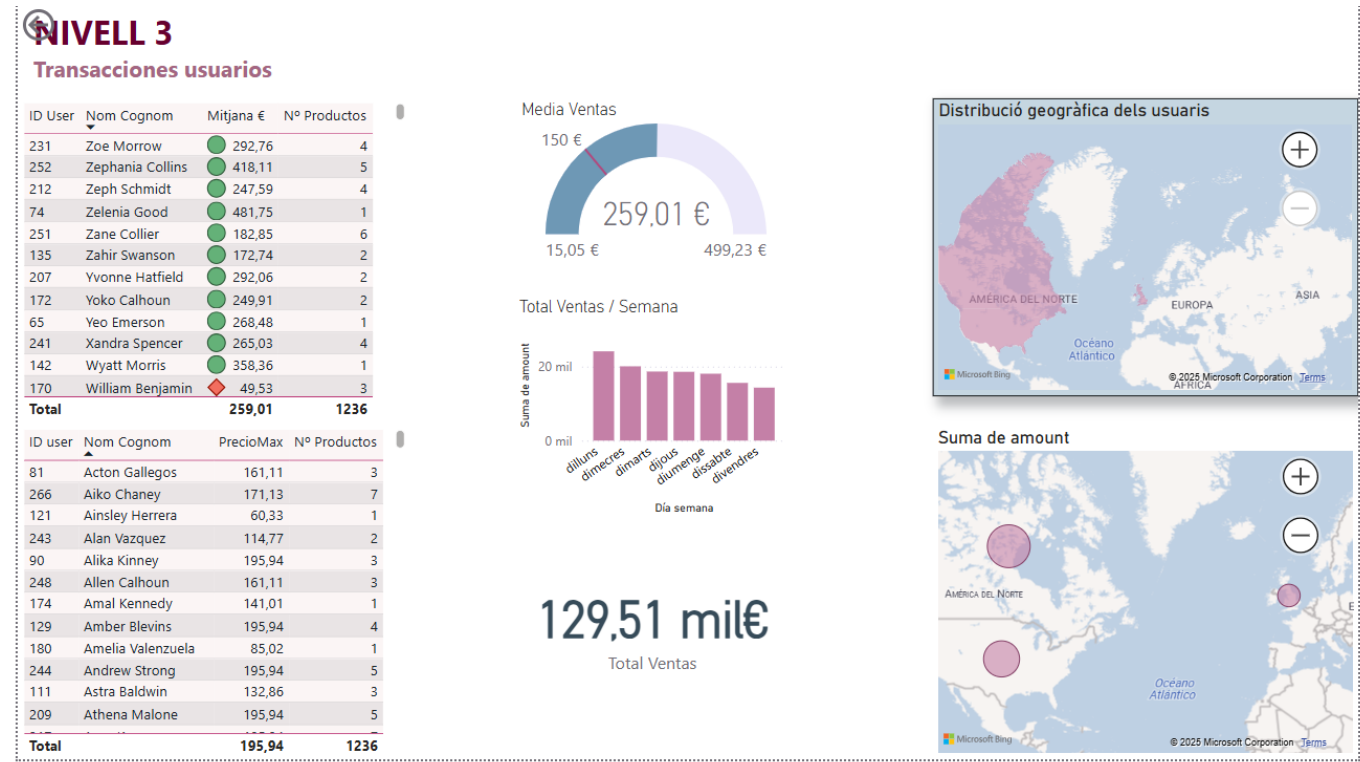 NIVELL 3
Transacciones usuarios
ID User Nom Cognom Mitjana € Nº Productos
231 Zoe Morrow 292,76 4
252 Zephania Collins 418,11 5
212 Zeph Schmidt 247,59 4
74 Zelenia Good 481,75 1
251 Zane Collier 182,85 6
135 Zahir Swanson 172,74 2
207 Yvonne Hatfield 292,06 2
172 Yoko Calhoun 249,91 2
65 Yeo Emerson 268,48 1
241 Xandra Spencer 265,03 4
142 Wyatt Morris 358,36 1
170 William Benjamin 49,53 3
Total 259,01 1236
ID user Nom Cognom PrecioMax Nº Productos
81 Acton Gallegos 161,11 3
266 Aiko Chaney 171,13 7
121 Ainsley Herrera 60,33 1
243 Alan Vazquez 114,77 2
90 Alika Kinney 195,94 3
248 Allen Calhoun 161,11 3
174 Amal Kennedy 141,01 1
129 Amber Blevins 195,94 4
180 Amelia Valenzuela 85,02 1
244 Andrew Strong 195,94 5
111 Astra Baldwin 132,86 3
209 Athena Malone 195,94 5
Total 195,94 1236
Media Ventas
150 €
259,01 €
15,05 € 499,23 €
Total Ventas / Semana
Suma de amount
20 mil
0 mil
dilluns dimecres dimarts dijous diumenge dissabte divendres
Día semana
129,51 mil€
Total Ventas
Distribució geogràfica dels usuaris
AMÉRICA DEL NORTE
EUROPA
ASIA
Océano
Atlántico
ÁFRICA
Microsoft Bing
© 2025 Microsoft Corporation Terms
Suma de amount
AMÉRICA DEL NORTE
Océano
Atlántico
Microsoft Bing
© 2025 Microsoft Corporation Terms